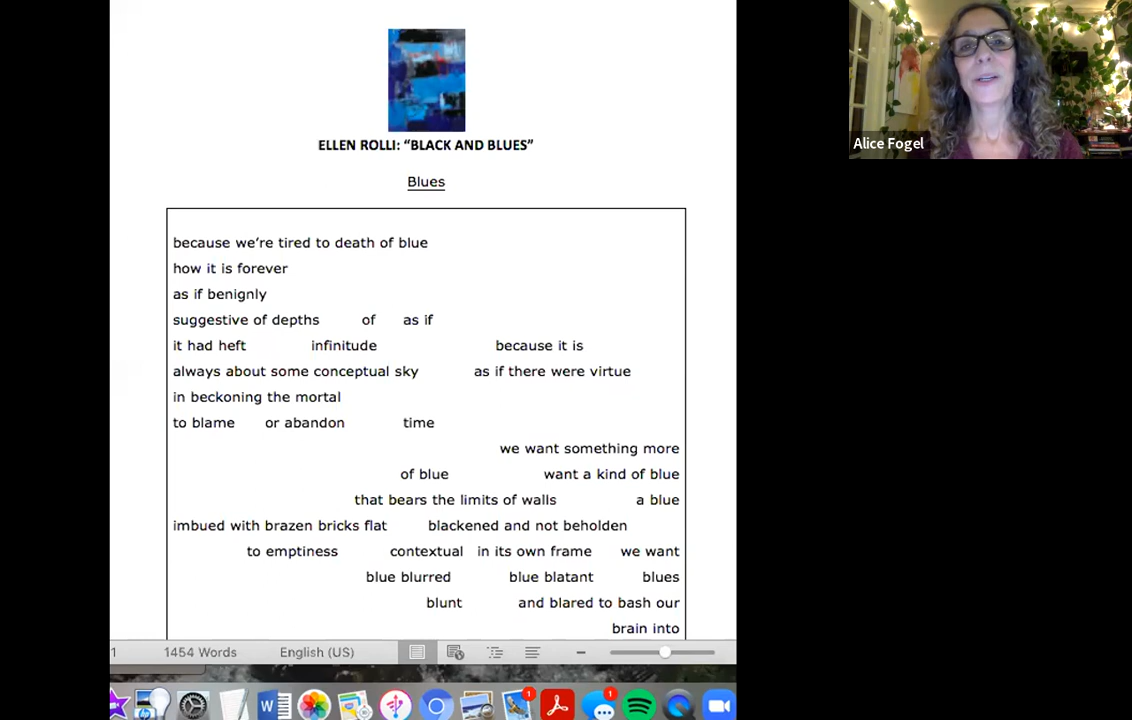 Alice Fogel
ELLEN ROLLI: “BLACK AND BLUES”
Blues
because we’re tired to death of blue
how it is forever
as if benignly
suggestive of depths of as if
it had heft infinitude because it is
always about some conceptual sky as if there were virtue
in beckoning the mortal
to blame or abandon time
we want something more
of blue want a kind of blue
that bears the limits of walls a blue
imbued with brazen bricks flat blackened and not beholden
to emptiness contextual in its own frame we want
blue blurred blue blatant blues
blunt and blared to bash our
brain into
1 1454 Words English (US)
1 1